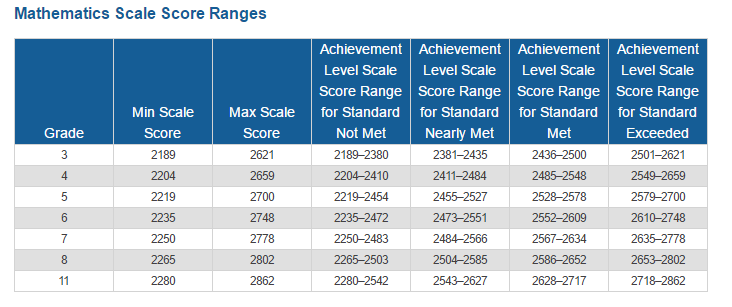 Mathematics Scale Score Ranges
Grade Min Scale Score Max Scale Score Achievement Level Scale Score Range for Standard Not Met Achievement Level Scale Score Range for Standard Nearly Met Achievement Level Scale Score Range for Standard Met Achievement Level Scale Score Range for Standard Exceeded
3 2189 2621 2189–2380 2381–2435 2436–2500 2501–2621
4 2204 2659 2204–2410 2411–2484 2485–2548 2549–2659
5 2219 2700 2219–2454 2455–2527 2528–2578 2579–2700
6 2235 2748 2235–2472 2473–2551 2552–2609 2610–2748
7 2250 2778 2250–2483 2484–2566 2567–2634 2635–2778
8 2265 2802 2265–2503 2504–2585 2586–2652 2653–2802
11 2280 2862 2280–2542 2543–2627 2628–2717 2718–2862